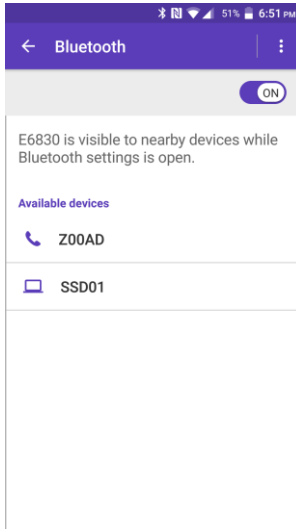 51% 6:51 PM
Bluetooth
ON
E6830 is visible to nearby devices while
Bluetooth settings is open.
Available devices
Z00AD
SSD01